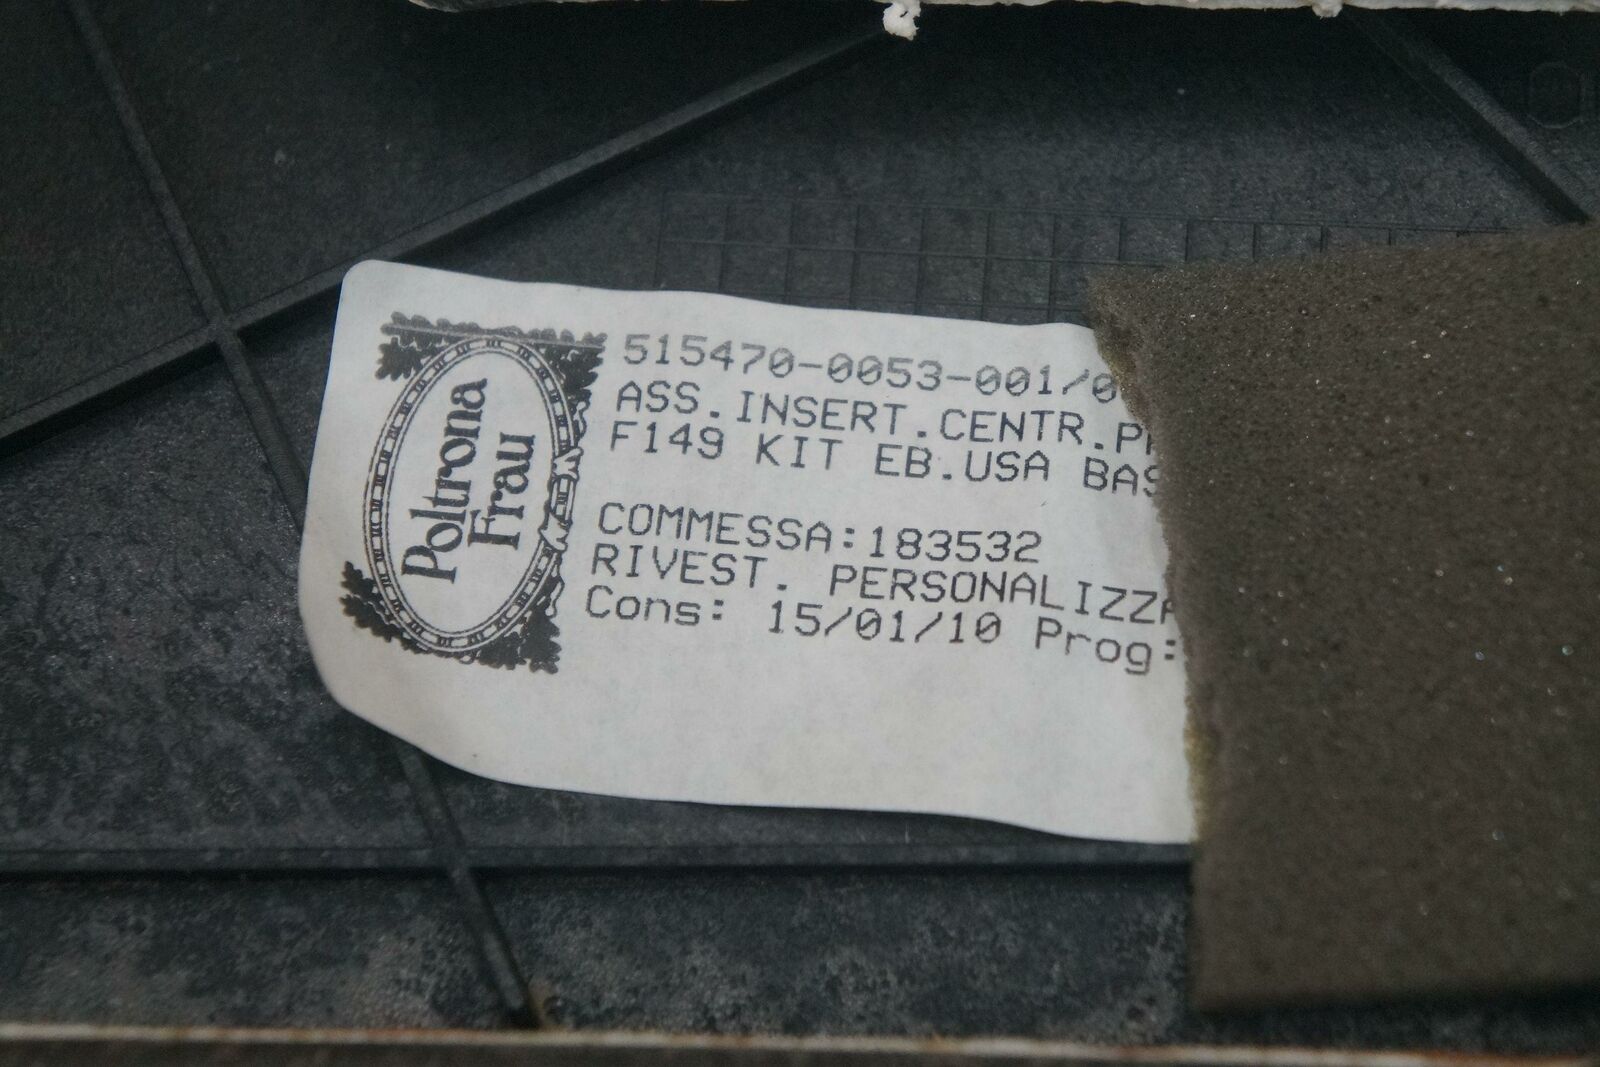 Poltrona
Frau
515470-0053-001/0
ASS.INSERT.CENTR.P
F149 KIT EB.USA BAS
COMMESSA:183532
RIVEST. PERSONALIZZA
Cons: 15/01/10 Prog: